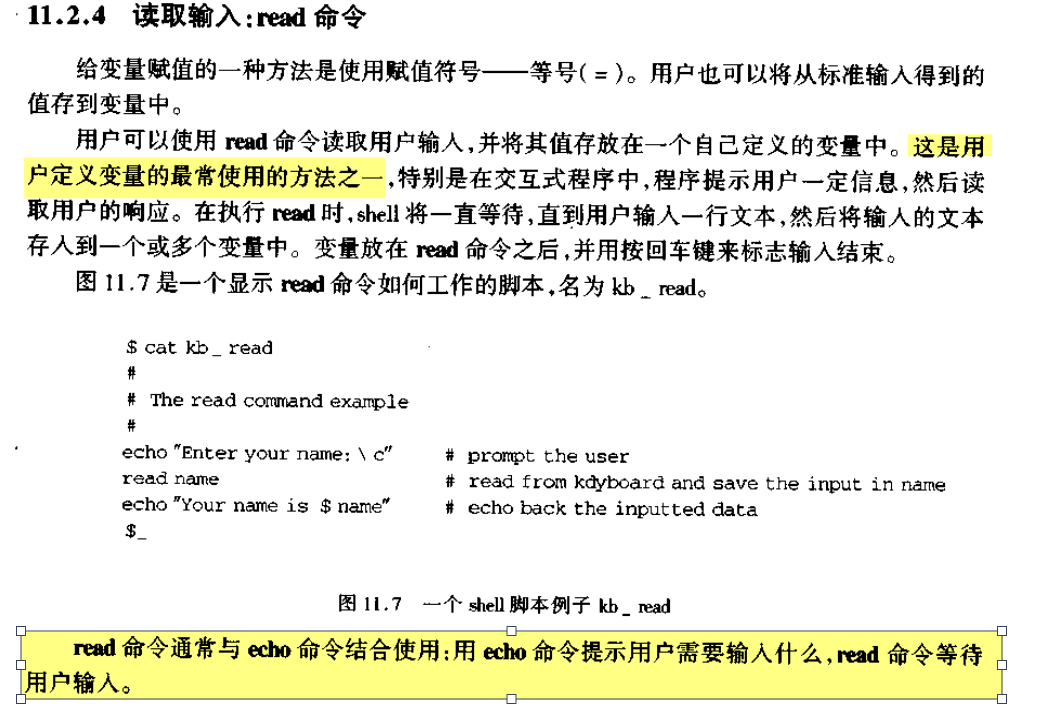 11.2.4 读取输入:read 命令
给变量赋值的一种方法是使用赋值符号——等号( = )。用户也可以将从标准输入得到的
值存到变量中。
用户可以使用 read 命令读取用户输入,并将其值存放在一个自己定义的变量中。这是用
户定义变量的最常使用的方法之一,特别是在交互式程序中,程序提示用户一定信息,然后读
取用户的响应。在执行 read 时,shell 将一直等待,直到用户输入一行文本,然后将输入的文本
存入到一个或多个变量中。变量放在 read 命令之后,并用按回车键来标志输入结束。
图 11.7 是一个显示 read 命令如何工作的脚本,名为 kb _ read。
$ cat kb _ read
#
# The read command example
#
echo "Enter your name: \ c" # prompt the user
read name # read from kdyboard and save the input in name
echo "Your name is $ name" # echo back the inputted data
$_
图 11.7 一个 shell 脚本例子 kb _ read
read 命令通常与 echo 命令结合使用:用 echo 命令提示用户需要输入什么,read 命令等待
用户输入。